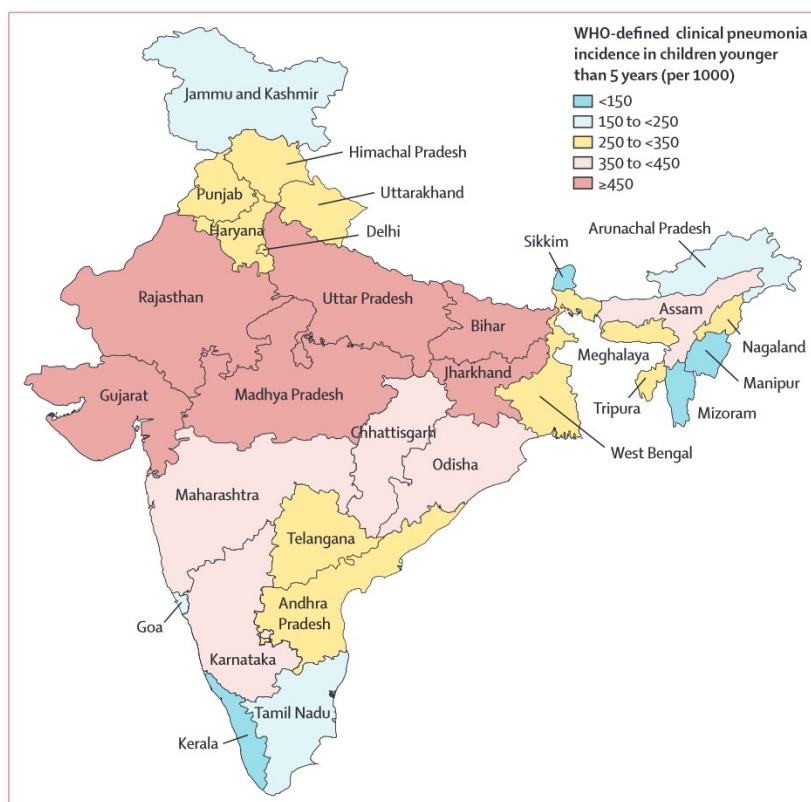 WHO-defined clinical pneumonia
incidence in children younger
than 5 years (per 1000)
<150
150 to <250
250 to <350
350 to <450
≥450
Jammu and Kashmir
Himachal Pradesh
Punjab
Uttarakhand
Haryana
Delhi
Arunachal Pradesh
Sikkim
Rajasthan
Uttar Pradesh
Assam
Bihar
Nagaland
Meghalaya
Jharkhand
Manipur
Gujarat
Madhya Pradesh
Tripura
Mizoram
Chhattisgarh
West Bengal
Odisha
Maharashtra
Telangana
Andhra
Pradesh
Goa
Karnataka
Tamil Nadu
Kerala